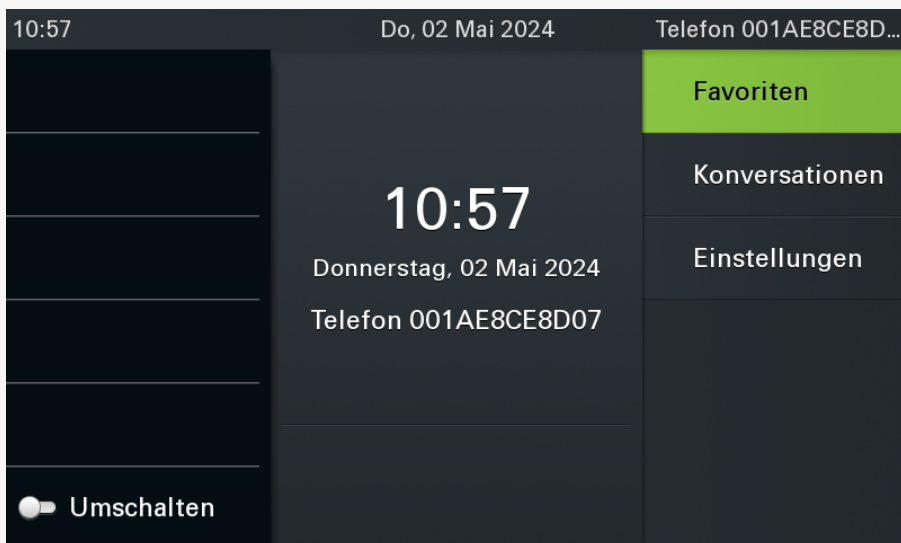 10:57 Do, 02 Mai 2024 Telefon 001AE8CE8D...
Favoriten
Konversationen
Einstellungen
10:57
Donnerstag, 02 Mai 2024
Telefon 001AE8CE8D07
Umschalten